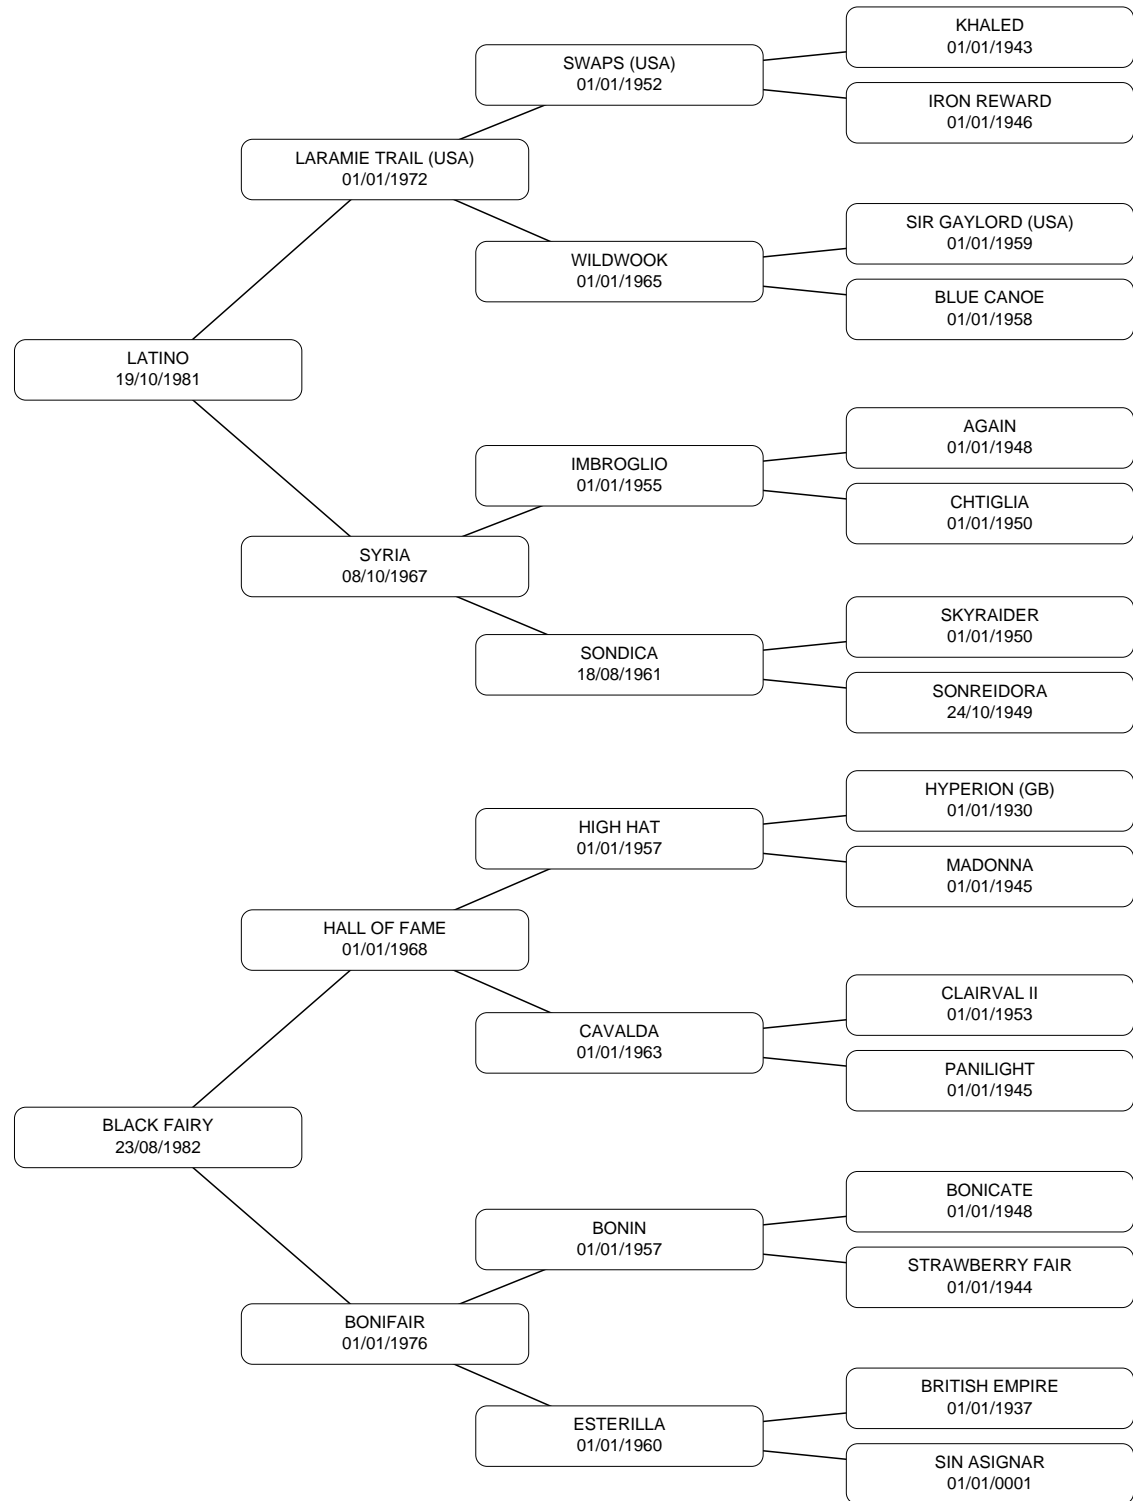 KHALED
01/01/1943
SWAPS (USA)
01/01/1952
IRON REWARD
01/01/1946
LARAMIE TRAIL (USA)
01/01/1972
SIR GAYLORD (USA)
01/01/1959
WILDWOOK
01/01/1965
BLUE CANOE
01/01/1958
LATINO
19/10/1981
AGAIN
01/01/1948
IMBROGLIO
01/01/1955
CHTIGLIA
01/01/1950
SYRIA
08/10/1967
SKYRAIDER
01/01/1950
SONDICA
18/08/1961
SONREIDORA
24/10/1949
HYPERION (GB)
01/01/1930
HIGH HAT
01/01/1957
MADONNA
01/01/1945
HALL OF FAME
01/01/1968
CLAIRVAL II
01/01/1953
CAVALDA
01/01/1963
PANILIGHT
01/01/1945
BLACK FAIRY
23/08/1982
BONICATE
01/01/1948
BONIN
01/01/1957
STRAWBERRY FAIR
01/01/1944
BONIFAIR
01/01/1976
BRITISH EMPIRE
01/01/1937
ESTERILLA
01/01/1960
SIN ASIGNAR
01/01/0001